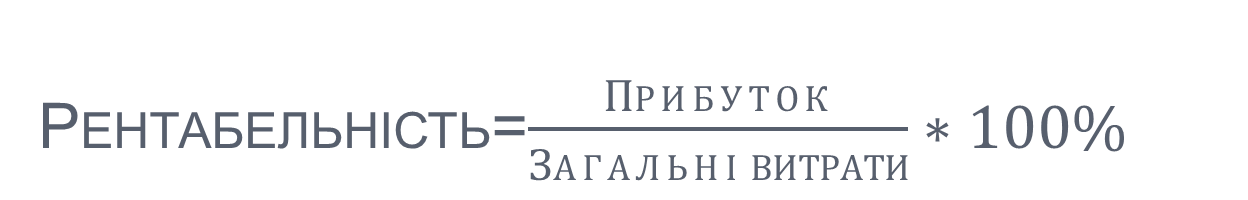 Рентабельність=
Прибуток
Загальні витрати
* 100%